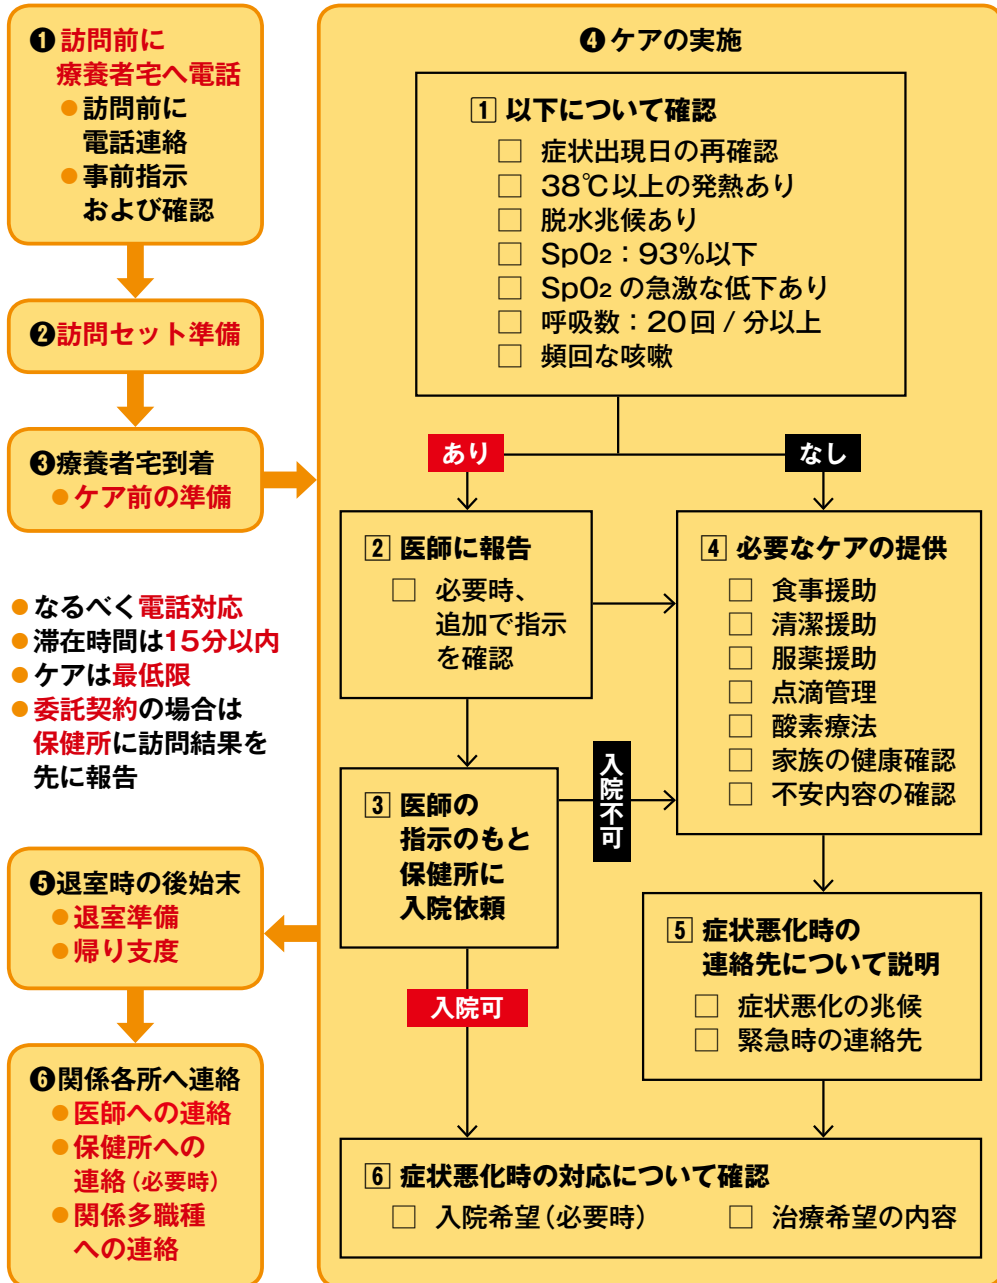 ❶訪問前に
療養者宅へ電話
●訪問前に
電話連絡
●事前指示
および確認
❷訪問セット準備
❸療養者宅到着
●ケア前の準備
●なるべく電話対応
●滞在時間は15分以内
●ケアは最低限
●委託契約の場合は
保健所に訪問結果を
先に報告
❹ケアの実施
1 以下について確認
□ 症状出現日の再確認
□ 38℃以上の発熱あり
□ 脱水兆候あり
□ SpO₂：93％以下
□ SpO₂の急激な低下あり
□ 呼吸数：20回/分以上
□ 頻回な咳嗽
あり
なし
2 医師に報告
□ 必要時、
追加で指示
を確認
3 医師の
指示のもと
保健所に
入院依頼
入院不可
入院可
4 必要なケアの提供
□ 食事援助
□ 清潔援助
□ 服薬援助
□ 点滴管理
□ 酸素療法
□ 家族の健康確認
□ 不安内容の確認
5 症状悪化時の
連絡先について説明
□ 症状悪化の兆候
□ 緊急時の連絡先
6 症状悪化時の対応について確認
□ 入院希望（必要時） □ 治療希望の内容
❺退室時の後始末
●退室準備
●帰り支度
❻関係各所へ連絡
●医師への連絡
●保健所への
連絡（必要時）
●関係多職種
への連絡